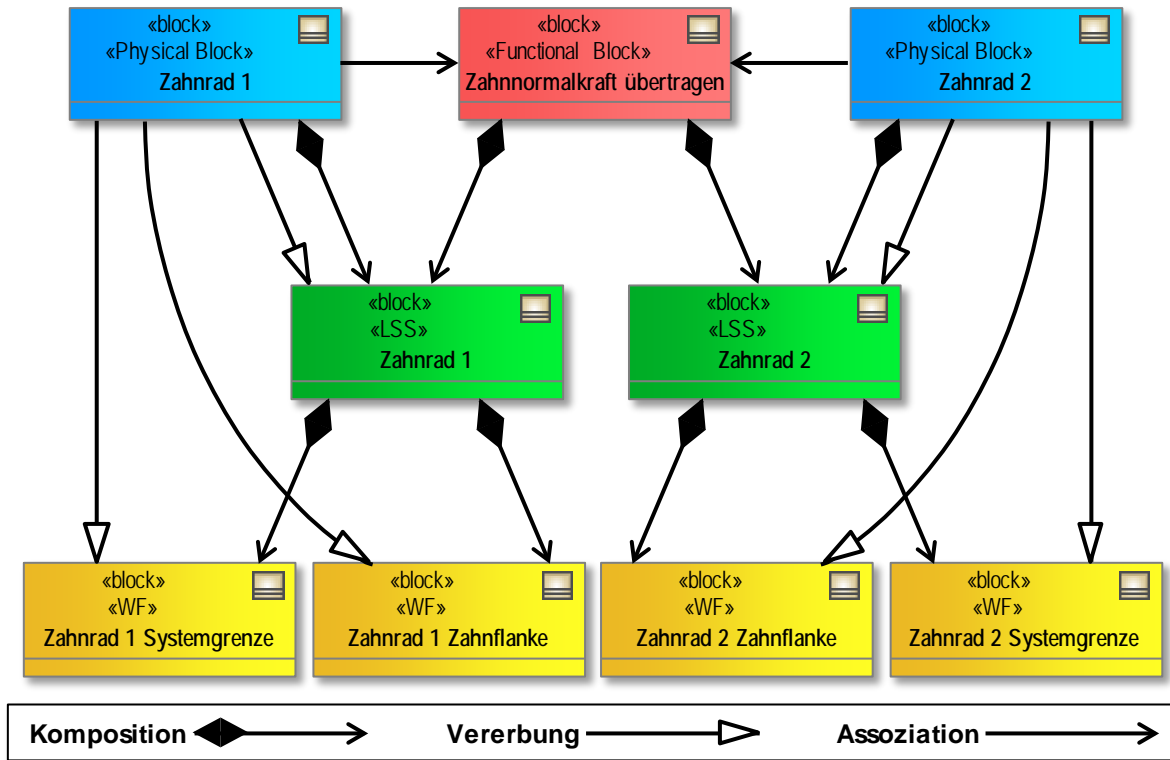 «block»
«Physical Block»
Zahnrad 1
«block»
«Functional Block»
Zahnnormalkraft übertragen
«block»
«Physical Block»
Zahnrad 2
«block»
«LSS»
Zahnrad 1
«block»
«LSS»
Zahnrad 2
«block»
«WF»
Zahnrad 1 Systemgrenze
«block»
«WF»
Zahnrad 1 Zahnflanke
«block»
«WF»
Zahnrad 2 Zahnflanke
«block»
«WF»
Zahnrad 2 Systemgrenze
Komposition Vererbung Assoziation